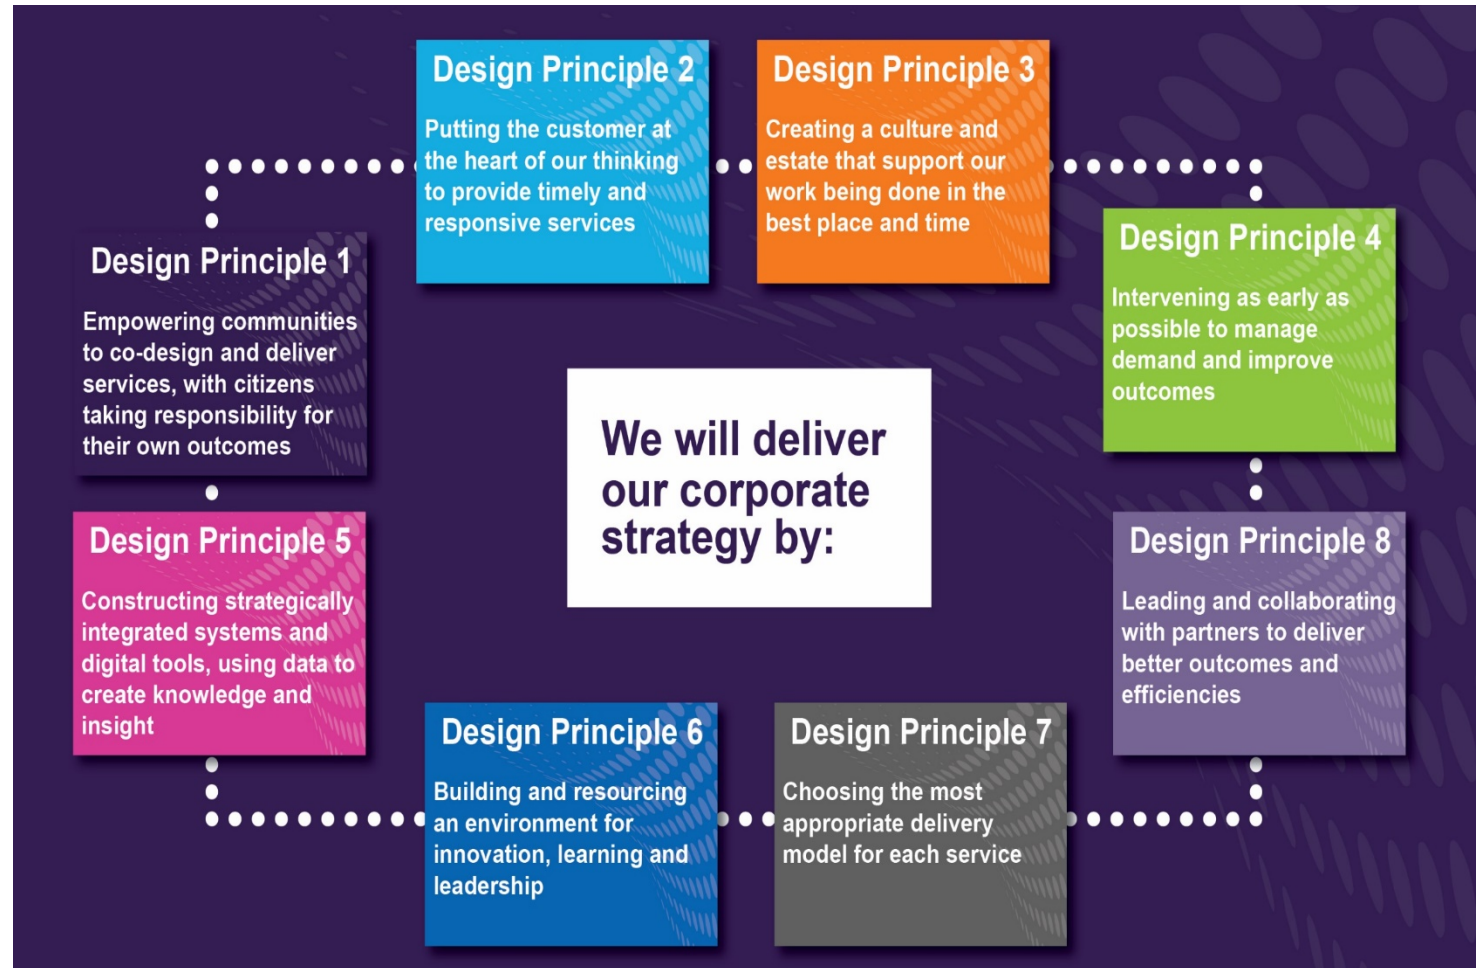 Design Principle 1
Empowering communities
to co-design and deliver
services, with citizens
taking responsibility for
their own outcomes
Design Principle 2
Putting the customer at
the heart of our thinking
to provide timely and
responsive services
Design Principle 3
Creating a culture and
estate that support our
work being done in the
best place and time
Design Principle 4
Intervening as early as
possible to manage
demand and improve
outcomes
We will deliver
our corporate
strategy by:
Design Principle 5
Constructing strategically
integrated systems and
digital tools, using data to
create knowledge and
insight
Design Principle 6
Building and resourcing
an environment for
innovation, learning and
leadership
Design Principle 7
Choosing the most
appropriate delivery
model for each service
Design Principle 8
Leading and collaborating
with partners to deliver
better outcomes and
efficiencies